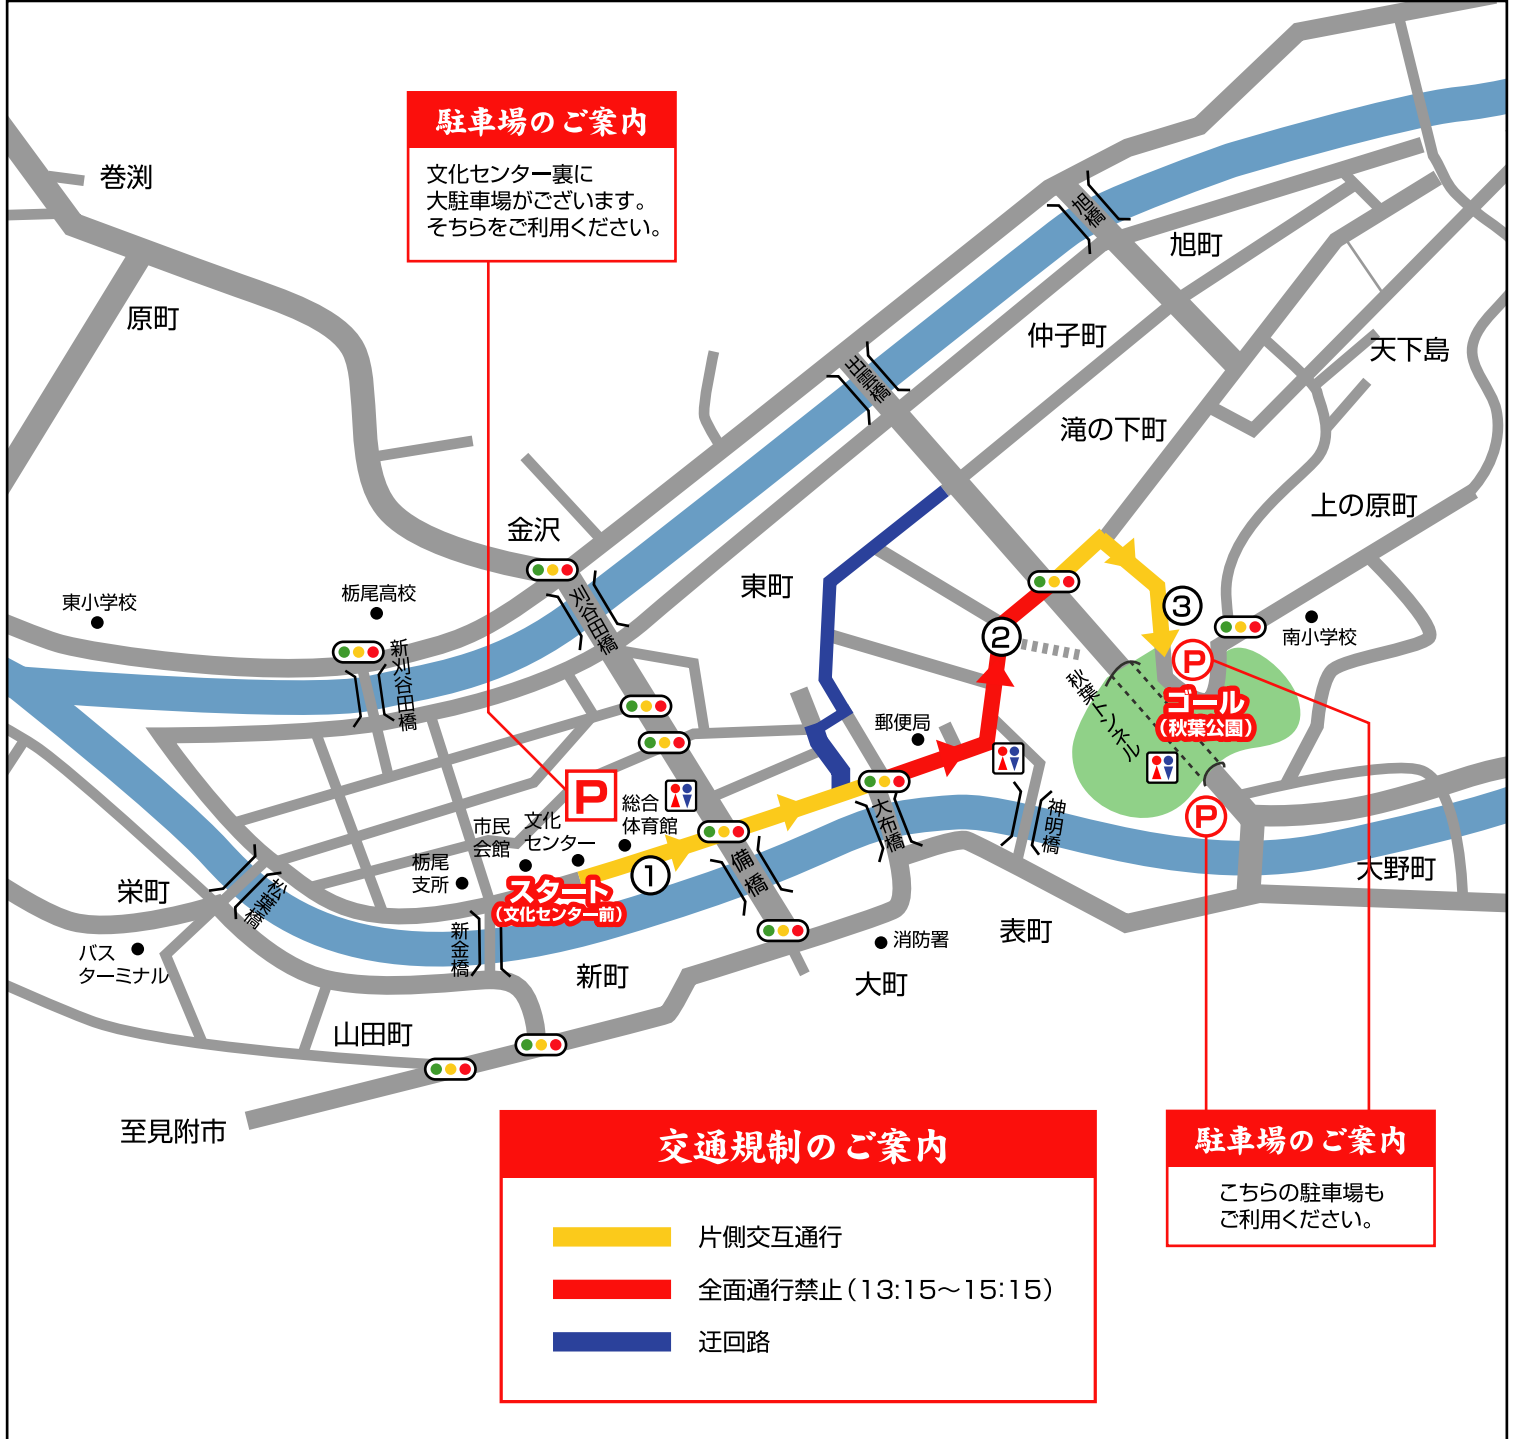 駐車場のご案内
文化センター裏に
大駐車場がございます。
そちらをご利用ください。
巻渕
原町
旭橋
旭町
仲子町
天下島
出雲橋
滝の下町
上の原町
金沢
東町
東小学校
栃尾高校
刈谷田橋
新刈谷田橋
南小学校
秋葉トンネル
ゴール
(秋葉公園)
郵便局
P
P
P
①
②
③
総合
体育館
文化
センター
市民
会館
栃尾
支所
スタート
(文化センター前)
大布橋
神明橋
備橋
栄町
松葉橋
新金橋
大野町
表町
消防署
大町
新町
バス
ターミナル
山田町
至見附市
交通規制のご案内
片側交互通行
全面通行禁止(13:15～15:15)
迂回路
駐車場のご案内
こちらの駐車場も
ご利用ください。